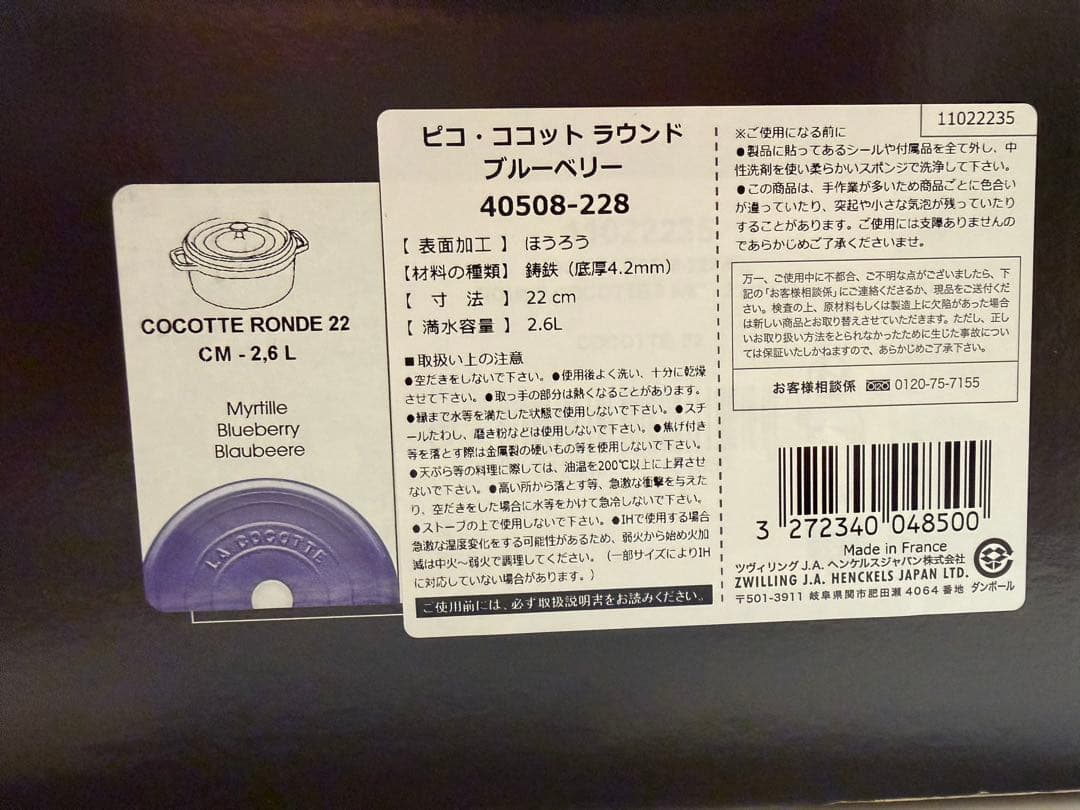 COCOTTE RONDE 22
CM - 2,6 L
Myrtille
Blueberry
Blaubeere
LA COCOTTE
ピコ・ココット ラウンド
ブルーベリー
40508-228
【 表面加工 】 ほうろう
【材料の種類】 鋳鉄（底厚4.2mm）
【 寸 法 】 22 cm
【 満水容量 】 2.6L
■取扱い上の注意
●空だきをしないで下さい。●使用後よく洗い、十分に乾燥
させて下さい。●取っ手の部分は熱くなることがあります。
●縁まで水等を満たした状態で使用しないで下さい。●スチ
ールたわし、磨き粉などは使用しないで下さい。●焦げ付き
等を落とす際は金属製の硬いもの等を使用しないで下さい。
●天ぷら等の料理に際しては、油温を200℃以上に上昇させ
ないで下さい。●高い所から落とす等、急激な衝撃を与えた
り、空だきをした場合に水等をかけて急冷しないで下さい。
●ストーブの上で使用しないで下さい。●IHで使用する場合
急激な温度変化をする可能性があるため、弱火から始め火加
減は中火～弱火で調理してください。（一部サイズによりIH
に対応していない場合があります。）
ご使用前には、必ず取扱説明書をお読みください。
11022235
※ご使用になる前に
●製品に貼ってあるシールや付属品を全て外し、中
性洗剤を使い柔らかいスポンジで洗浄して下さい。
●この商品は、手作業が多いため商品ごとに色合い
が違っていたり、突起や小さな気泡が残っていたり
することがあります。ご使用には支障ありませんの
であらかじめご了承くださいませ。
万一、ご使用中に不都合、ご不明な点がございましたら、下
記の「お客様相談係」にご連絡くださるか、現品をご送付くださ
い。検査の上、原材料もしくは製造上に欠陥があった場合
は新しい商品とお取り替えさせていただきます。ただし、正し
いお取り扱い方法をとられなかったために生じた事故につい
ては保証いたしかねますので、あらかじめご了承下さい。
お客様相談係 0120-75-7155
3 272340 048500
Made in France
ツヴィリング J.A. ヘンケルスジャパン株式会社
ZWILLING J.A. HENCKELS JAPAN LTD.
〒501-3911 岐阜県関市肥田瀬 4064 番地
ダンボール